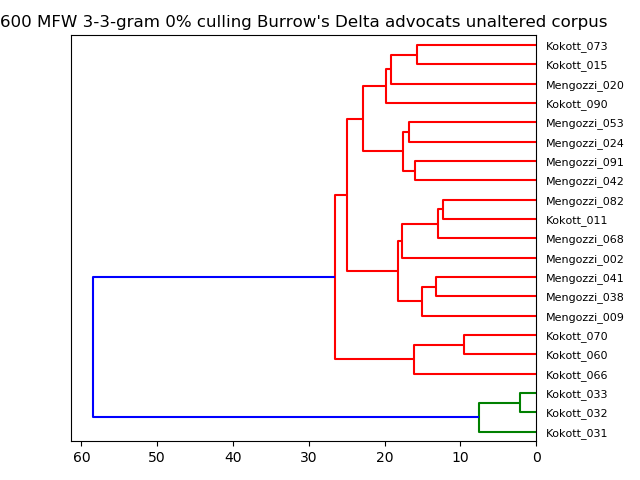 600 MFW 3-3-gram 0% culling Burrow's Delta advocats unaltered corpus
Kokott_073
Kokott_015
Mengozzi_020
Kokott_090
Mengozzi_053
Mengozzi_024
Mengozzi_091
Mengozzi_042
Mengozzi_082
Kokott_011
Mengozzi_068
Mengozzi_002
Mengozzi_041
Mengozzi_038
Mengozzi_009
Kokott_070
Kokott_060
Kokott_066
Kokott_033
Kokott_032
Kokott_031
60 50 40 30 20 10 0